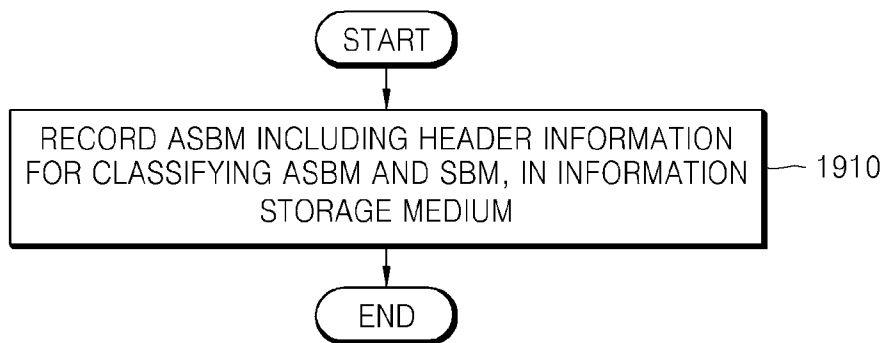 START
RECORD ASBM INCLUDING HEADER INFORMATION
FOR CLASSIFYING ASBM AND SBM, IN INFORMATION
STORAGE MEDIUM
1910
END